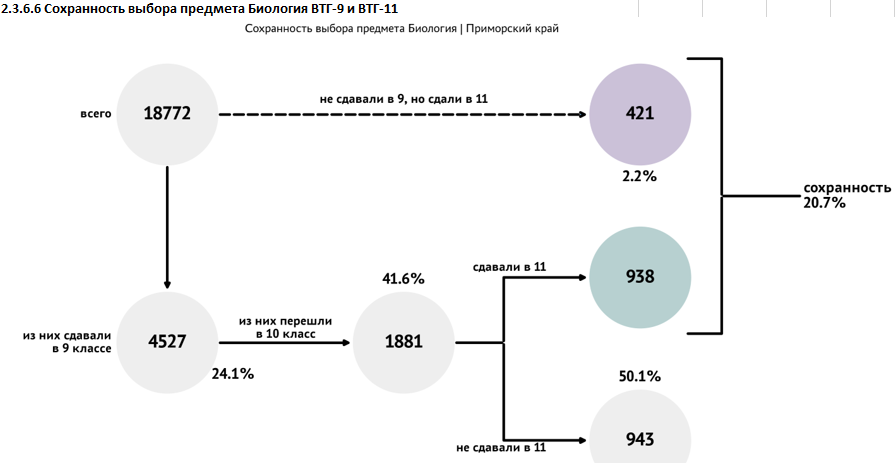 2.3.6.6 Сохранность выбора предмета Биология ВТГ-9 и ВТГ-11
Сохранность выбора предмета Биология | Приморский край
всего
18772
не сдавали в 9, но сдали в 11
421
2.2%
сохранность
20.7%
сдавали в 11
938
41.6%
из них сдавали
в 9 классе
4527
24.1%
из них перешли
в 10 класс
1881
50.1%
не сдавали в 11
943